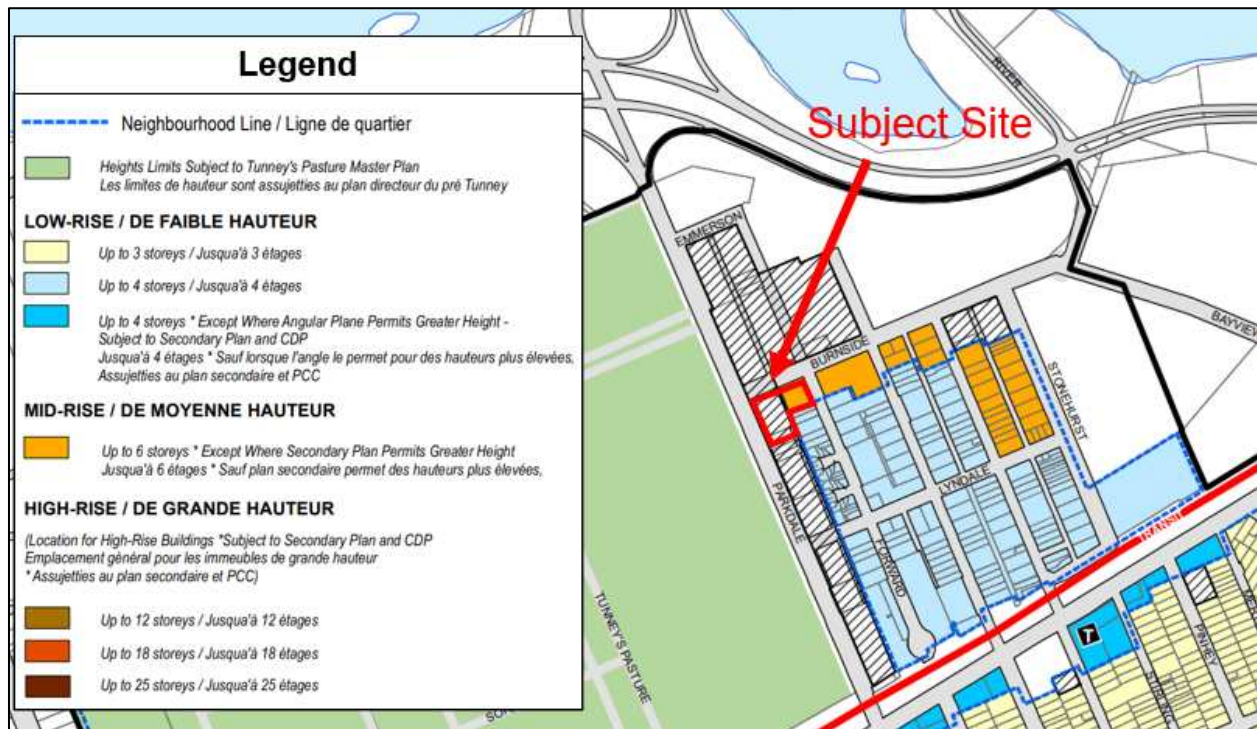 Legend
Neighbourhood Line / Ligne de quartier
Heights Limits Subject to Tunney's Pasture Master Plan
Les limites de hauteur sont assujetties au plan directeur du pré Tunney
LOW-RISE / DE FAIBLE HAUTEUR
Up to 3 storeys / Jusqua'à 3 étages
Up to 4 storeys / Jusqua'à 4 étages
Up to 4 storeys * Except Where Angular Plane Permits Greater Height -
Subject to Secondary Plan and CDP
Jusqua'à 4 étages * Sauf lorsque l'angle le permet pour des hauteurs plus élevées,
Assujetties au plan secondaire et PCC
MID-RISE / DE MOYENNE HAUTEUR
Up to 6 storeys * Except Where Secondary Plan Permits Greater Height
Jusqua'à 6 étages * Sauf plan secondaire permet des hauteurs plus élevées,
HIGH-RISE / DE GRANDE HAUTEUR
(Location for High-Rise Buildings *Subject to Secondary Plan and CDP
Emplacement général pour les immeubles de grande hauteur
* Assujetties au plan secondaire et PCC)
Up to 12 storeys / Jusqua'à 12 étages
Up to 18 storeys / Jusqua'à 18 étages
Up to 25 storeys / Jusqua'à 25 étages
Subject Site
RIVER
EMMERSON
BAYVIEW
BURNSIDE
STONEHURST
LYNDALE
PARKDALE
FORWARD
TRANSIT
TUNNEY'S PASTURE
T
PINHEY
STIRLING